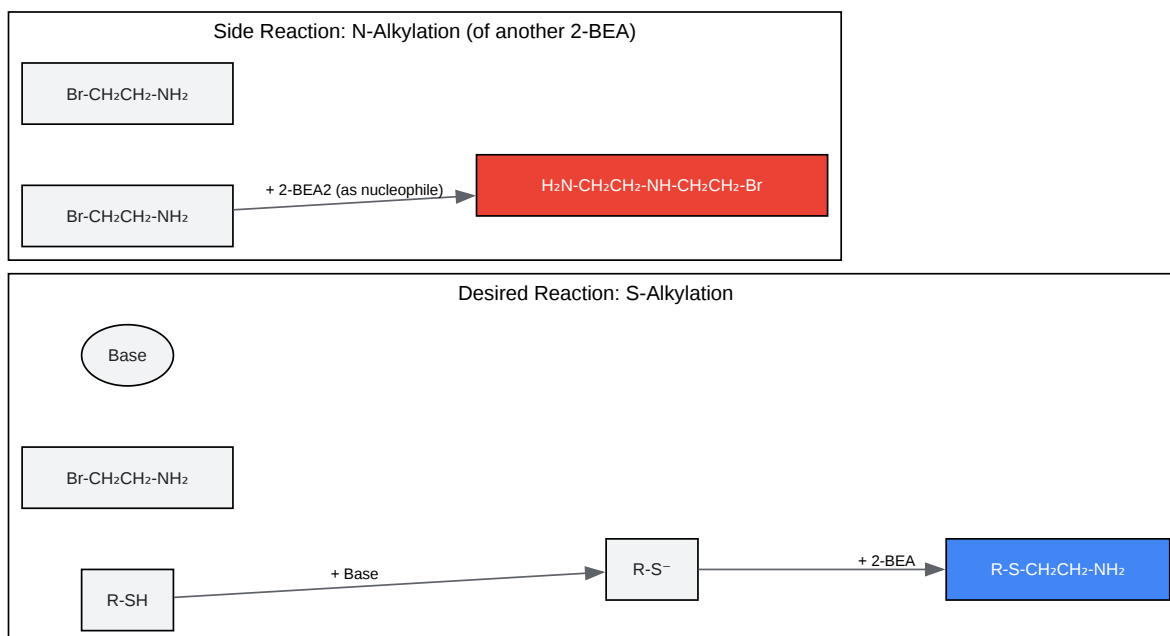 Side Reaction: N-Alkylation (of another 2-BEA)
Br-CH₂CH₂-NH₂
Br-CH₂CH₂-NH₂
+ 2-BEA2 (as nucleophile)
H₂N-CH₂CH₂-NH-CH₂CH₂-Br
Desired Reaction: S-Alkylation
Base
Br-CH₂CH₂-NH₂
R-SH
+ Base
R-S⁻
+ 2-BEA
R-S-CH₂CH₂-NH₂